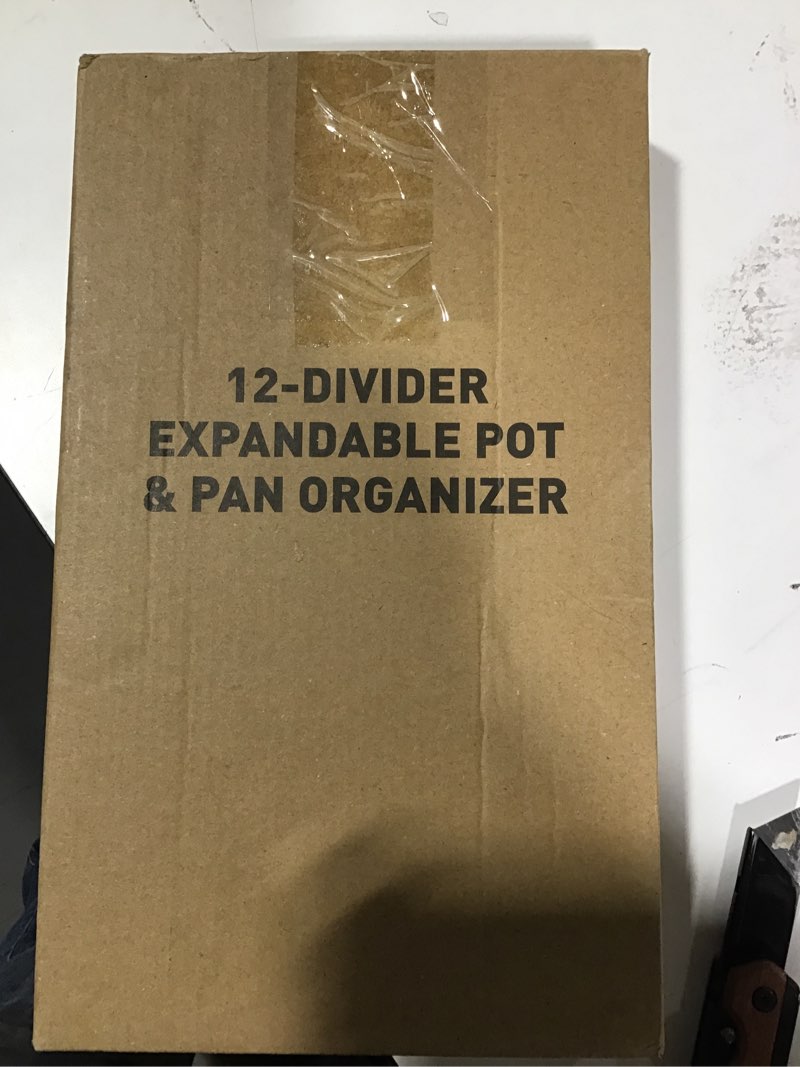 12-DIVIDER
EXPANDABLE POT
& PAN ORGANIZER